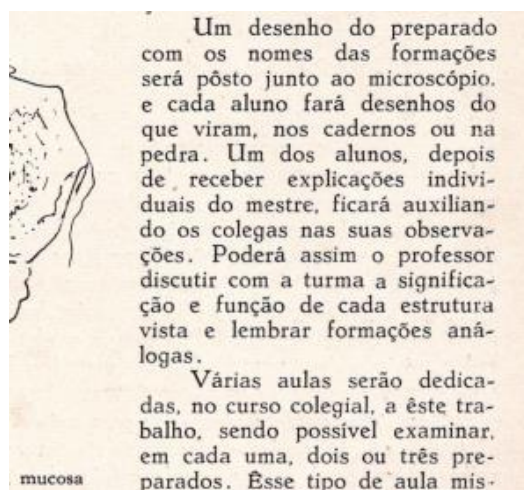 Um desenho do preparado
com os nomes das formações
será pôsto junto ao microscópio,
e cada aluno fará desenhos do
que viram, nos cadernos ou na
pedra. Um dos alunos, depois
de receber explicações indivi-
duais do mestre, ficará auxilian-
do os colegas nas suas observa-
ções. Poderá assim o professor
discutir com a turma a significa-
ção e função de cada estrutura
vista e lembrar formações aná-
logas.
Várias aulas serão dedica-
das, no curso colegial, a êste tra-
balho, sendo possível examinar,
em cada uma, dois ou três pre-
parados. Êsse tipo de aula mis-
mucosa